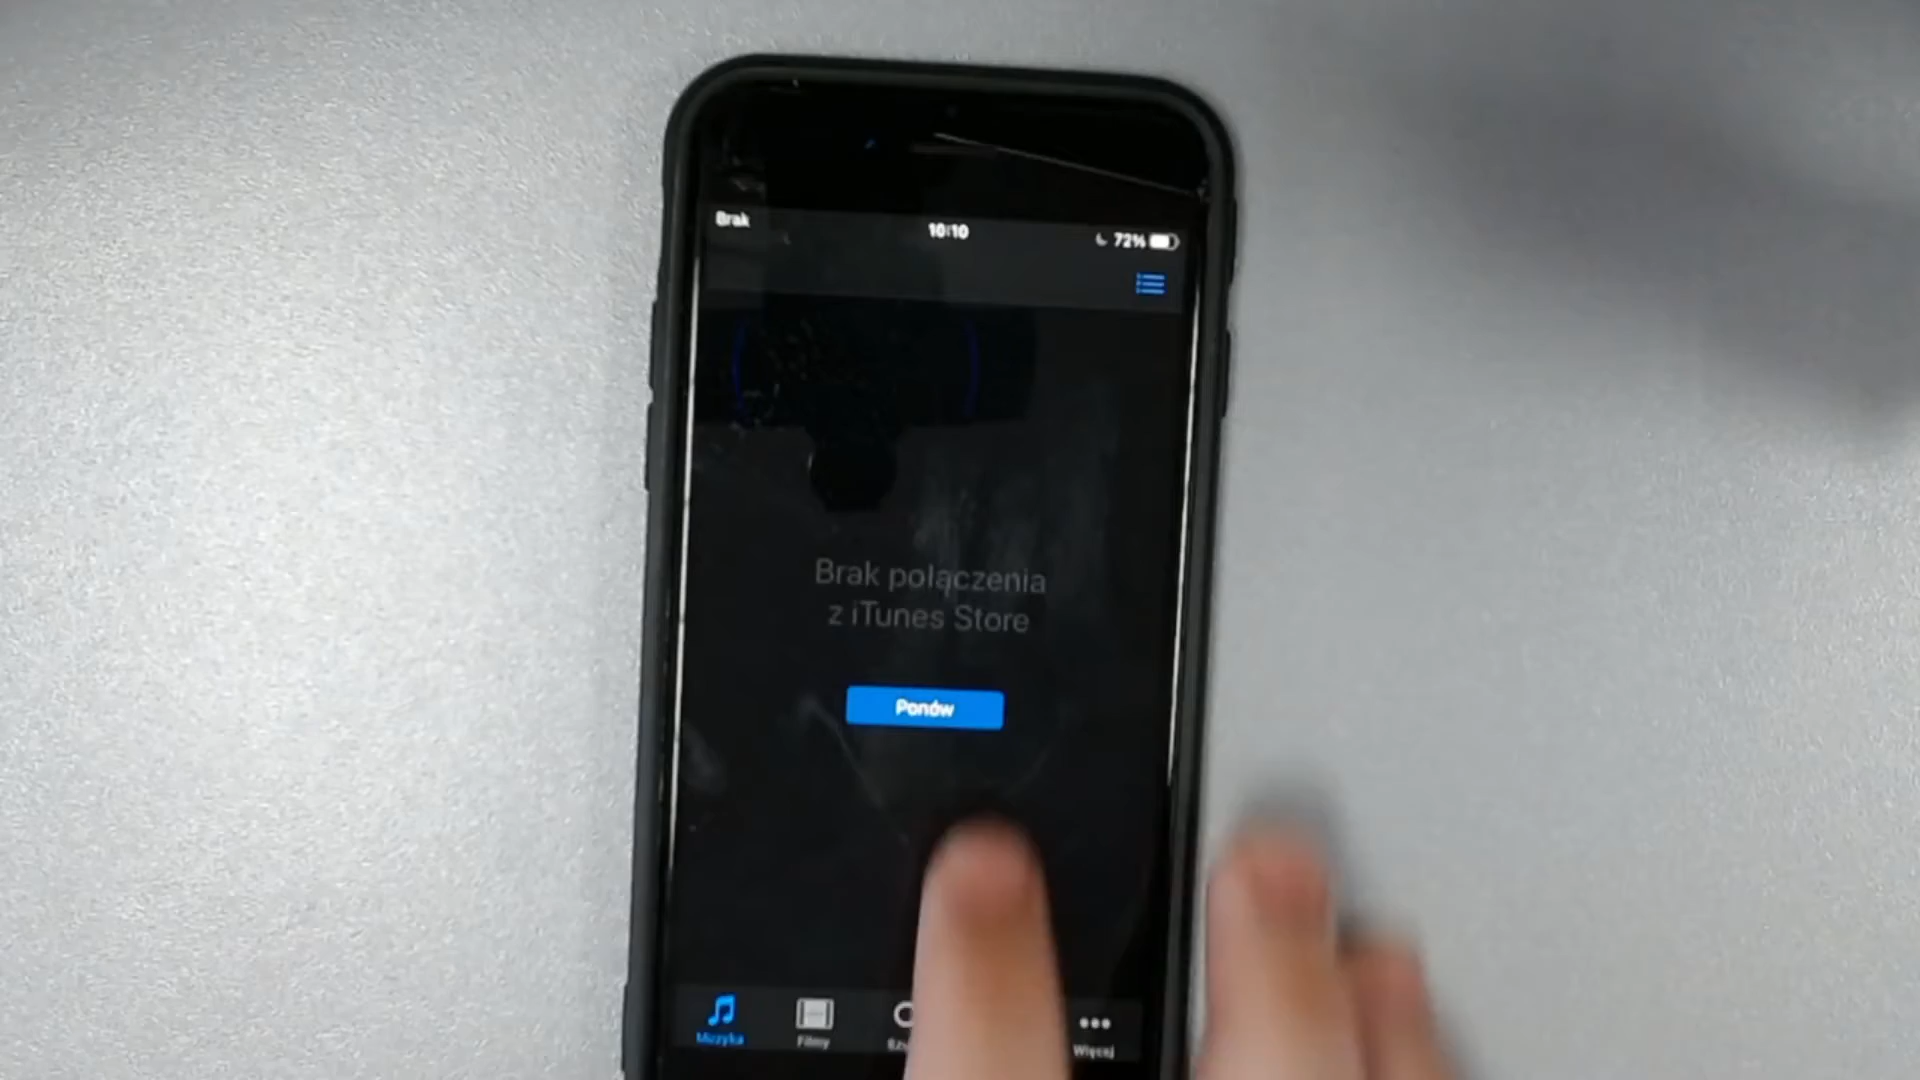 Brak
10:10
72%
Brak połączenia
z iTunes Store
Ponów
Muzyka
Filmy
Więcej